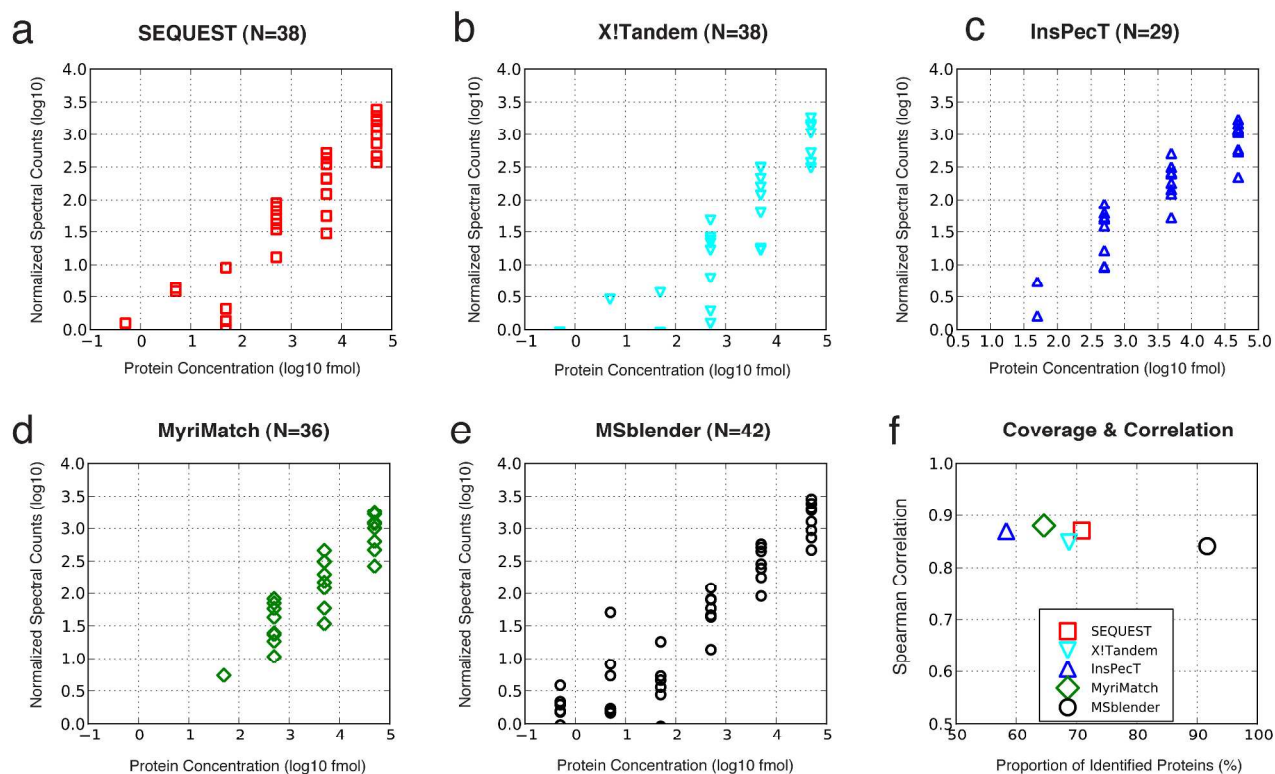 a
SEQUEST (N=38)
Normalized Spectral Counts (log10)
4.0
3.5
3.0
2.5
2.0
1.5
1.0
0.5
0.0
−1 0 1 2 3 4 5
Protein Concentration (log10 fmol)
b
X!Tandem (N=38)
Normalized Spectral Counts (log10)
4.0
3.5
3.0
2.5
2.0
1.5
1.0
0.5
0.0
−1 0 1 2 3 4 5
Protein Concentration (log10 fmol)
c
InsPecT (N=29)
Normalized Spectral Counts (log10)
4.0
3.5
3.0
2.5
2.0
1.5
1.0
0.5
0.0
0.5 1.0 1.5 2.0 2.5 3.0 3.5 4.0 4.5 5.0
Protein Concentration (log10 fmol)
d
MyriMatch (N=36)
Normalized Spectral Counts (log10)
4.0
3.5
3.0
2.5
2.0
1.5
1.0
0.5
0.0
−1 0 1 2 3 4 5
Protein Concentration (log10 fmol)
e
MSblender (N=42)
Normalized Spectral Counts (log10)
4.0
3.5
3.0
2.5
2.0
1.5
1.0
0.5
0.0
−1 0 1 2 3 4 5
Protein Concentration (log10 fmol)
f
Coverage & Correlation
Spearman Correlation
1.0
0.9
0.8
0.7
0.6
0.5
SEQUEST
X!Tandem
InsPecT
MyriMatch
MSblender
50 60 70 80 90 100
Proportion of Identified Proteins (%)